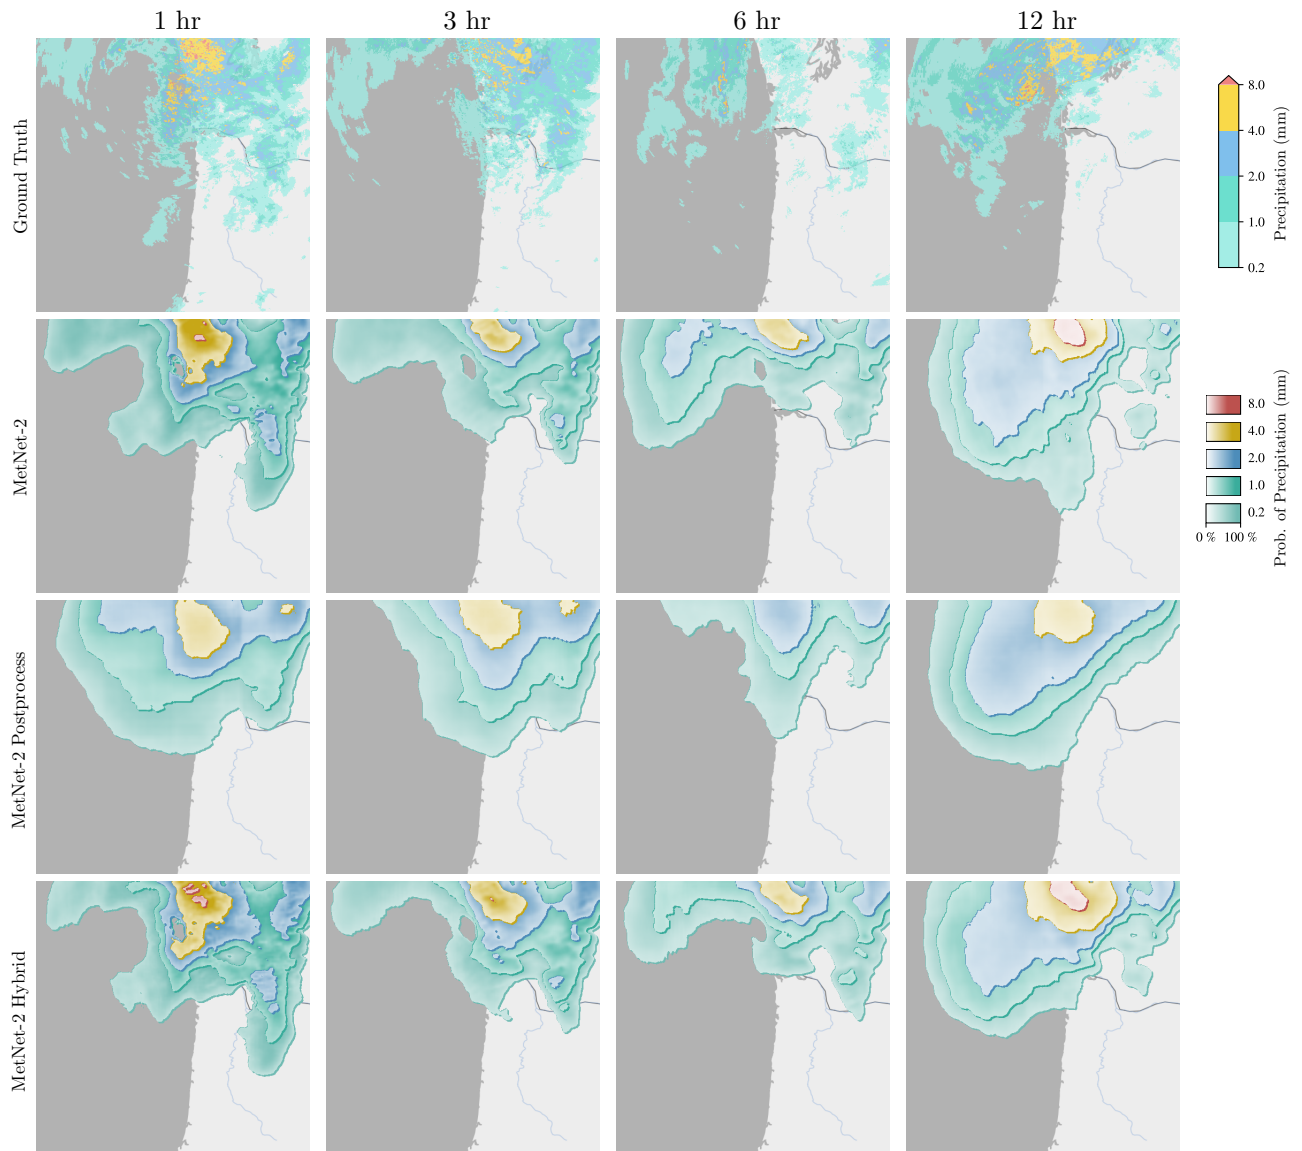 1 hr
3 hr
6 hr
12 hr
Ground Truth
8.0
4.0
2.0
1.0
0.2
Precipitation (mm)
MetNet-2
8.0
4.0
2.0
1.0
0.2
0 % 100 %
Prob. of Precipitation (mm)
MetNet-2 Postprocess
MetNet-2 Hybrid